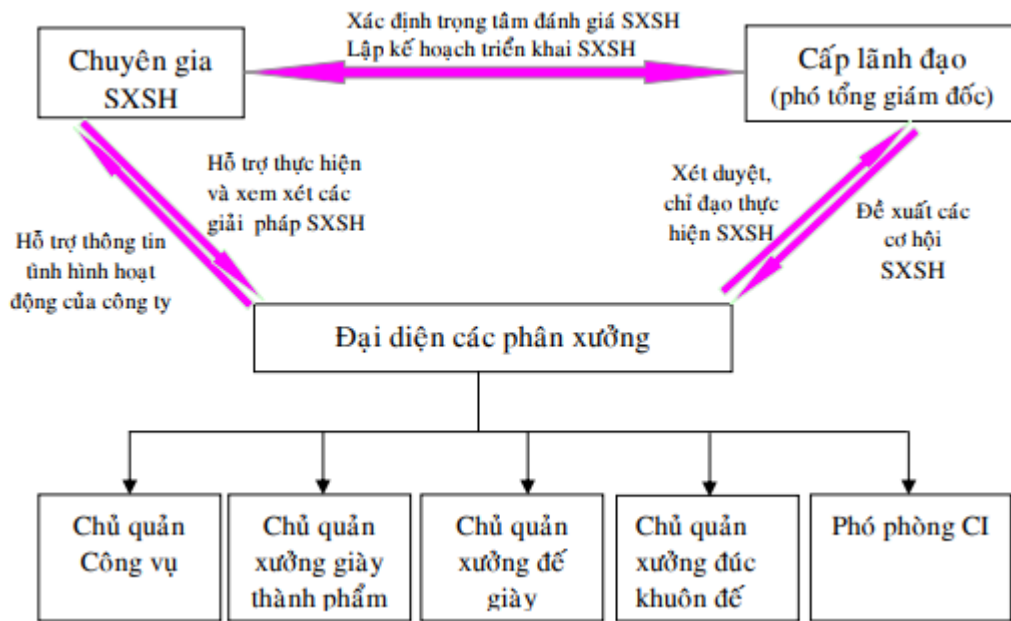 Xác định trọng tâm đánh giá SXSH
Lập kế hoạch triển khai SXSH
Chuyên gia
SXSH
Cấp lãnh đạo
(phó tổng giám đốc)
Hỗ trợ thực hiện
và xem xét các
giải pháp SXSH
Xét duyệt,
chỉ đạo thực
hiện SXSH
Hỗ trợ thông tin
tình hình hoạt
động của công ty
Đề xuất các
cơ hội
SXSH
Đại diện các phân xưởng
Chủ quản
Công vụ
Chủ quản
xưởng giày
thành phẩm
Chủ quản
xưởng đế
giày
Chủ quản
xưởng đúc
khuôn đế
Phó phòng CI